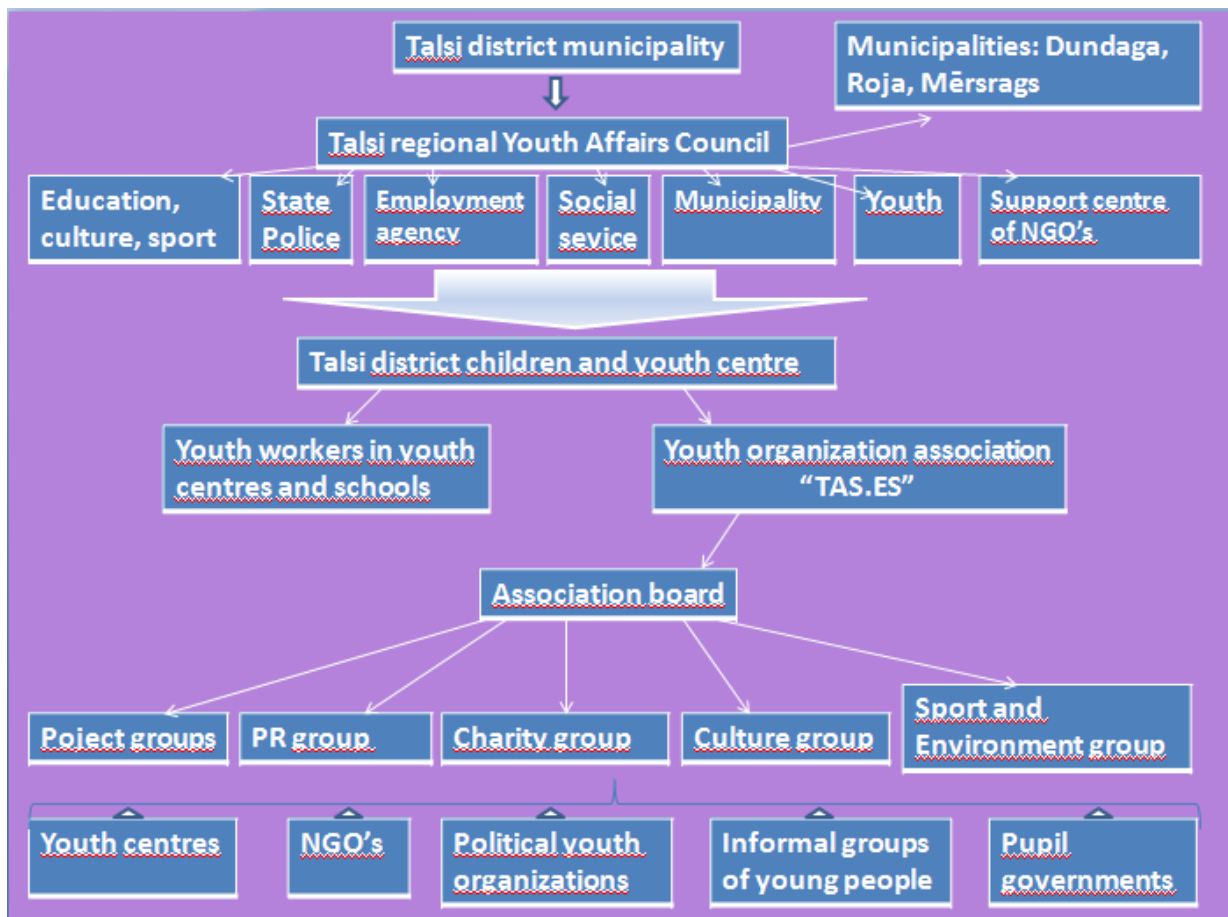 Talsi district municipality
Municipalities: Dundaga,
Roja, Mērsrags
Talsi regional Youth Affairs Council
Education,
culture, sport
State
Police
Employment
agency
Social
sevice
Municipality
Youth
Support centre
of NGO's
Talsi district children and youth centre
Youth workers in youth
centres and schools
Youth organization association
“TAS.ES”
Association board
Poject groups
PR group
Charity group
Culture group
Sport and
Environment group
Youth centres
NGO's
Political youth
organizations
Informal groups
of young people
Pupil
governments